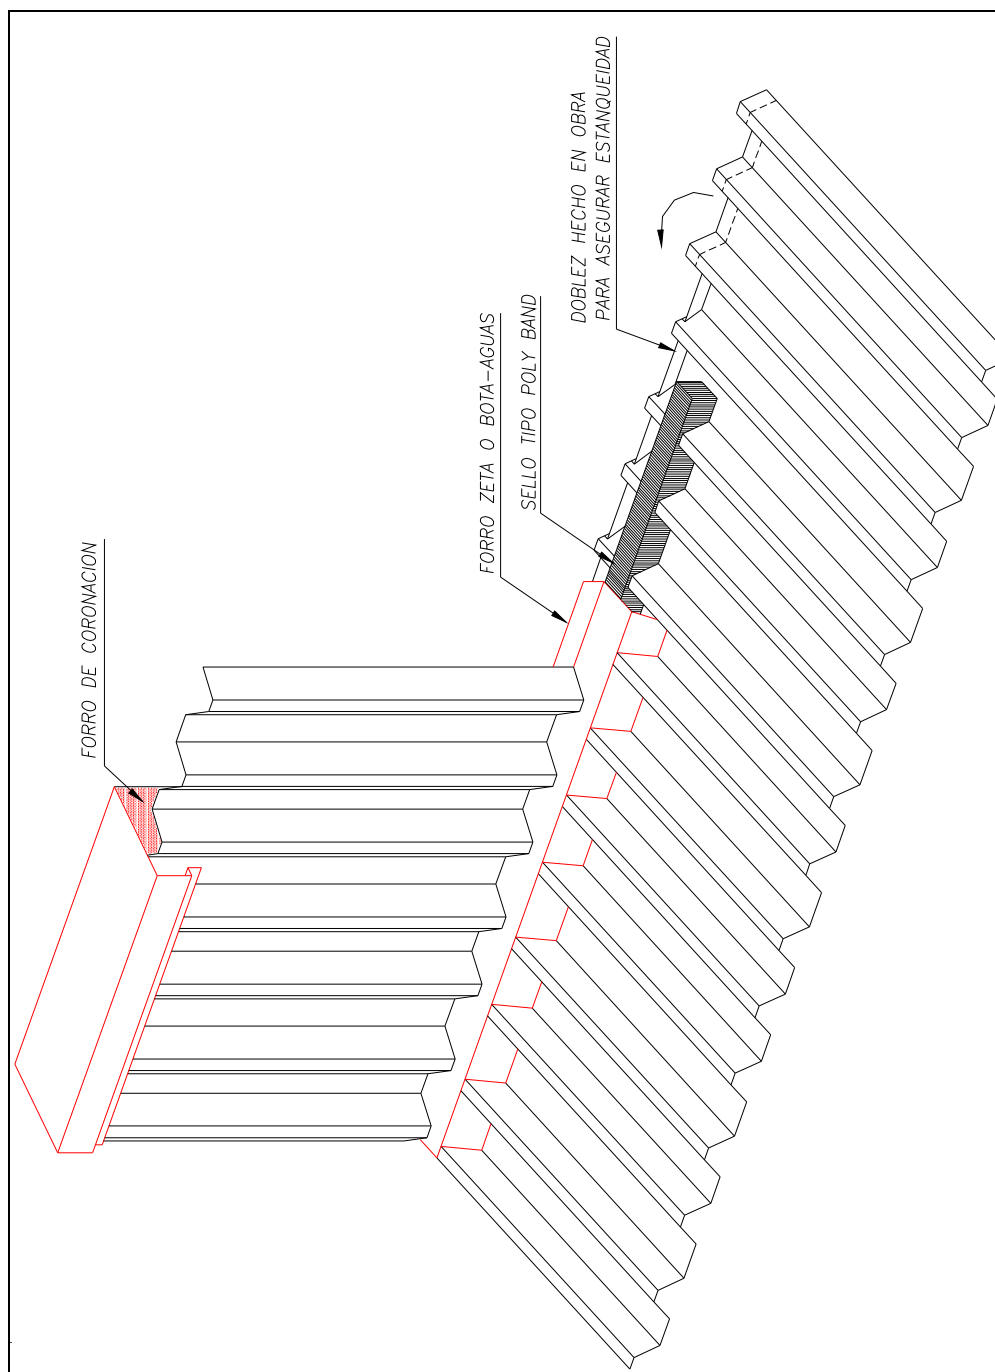 FORRO DE CORONACION
FORRO ZETA O BOTA-AGUAS
SELLO TIPO POLY BAND
DOBLEZ HECHO EN OBRA
PARA ASEGURAR ESTANQUEIDAD